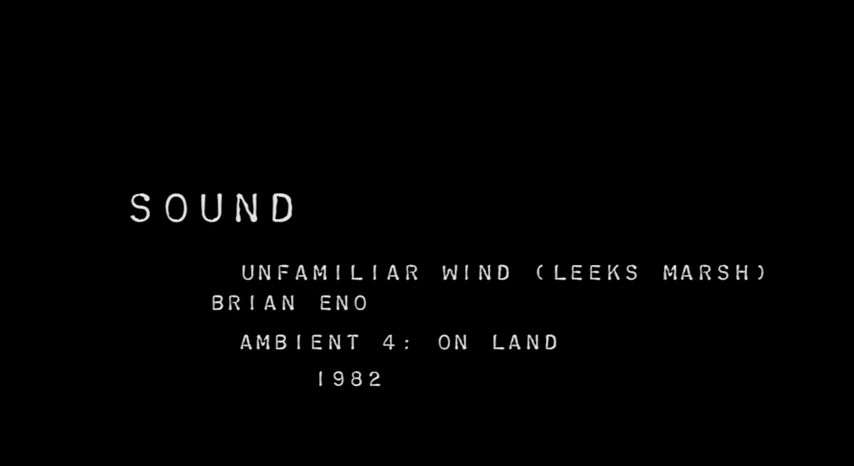 SOUND
UNFAMILIAR WIND (LEEKS MARSH)
BRIAN ENO
AMBIENT 4: ON LAND
1982